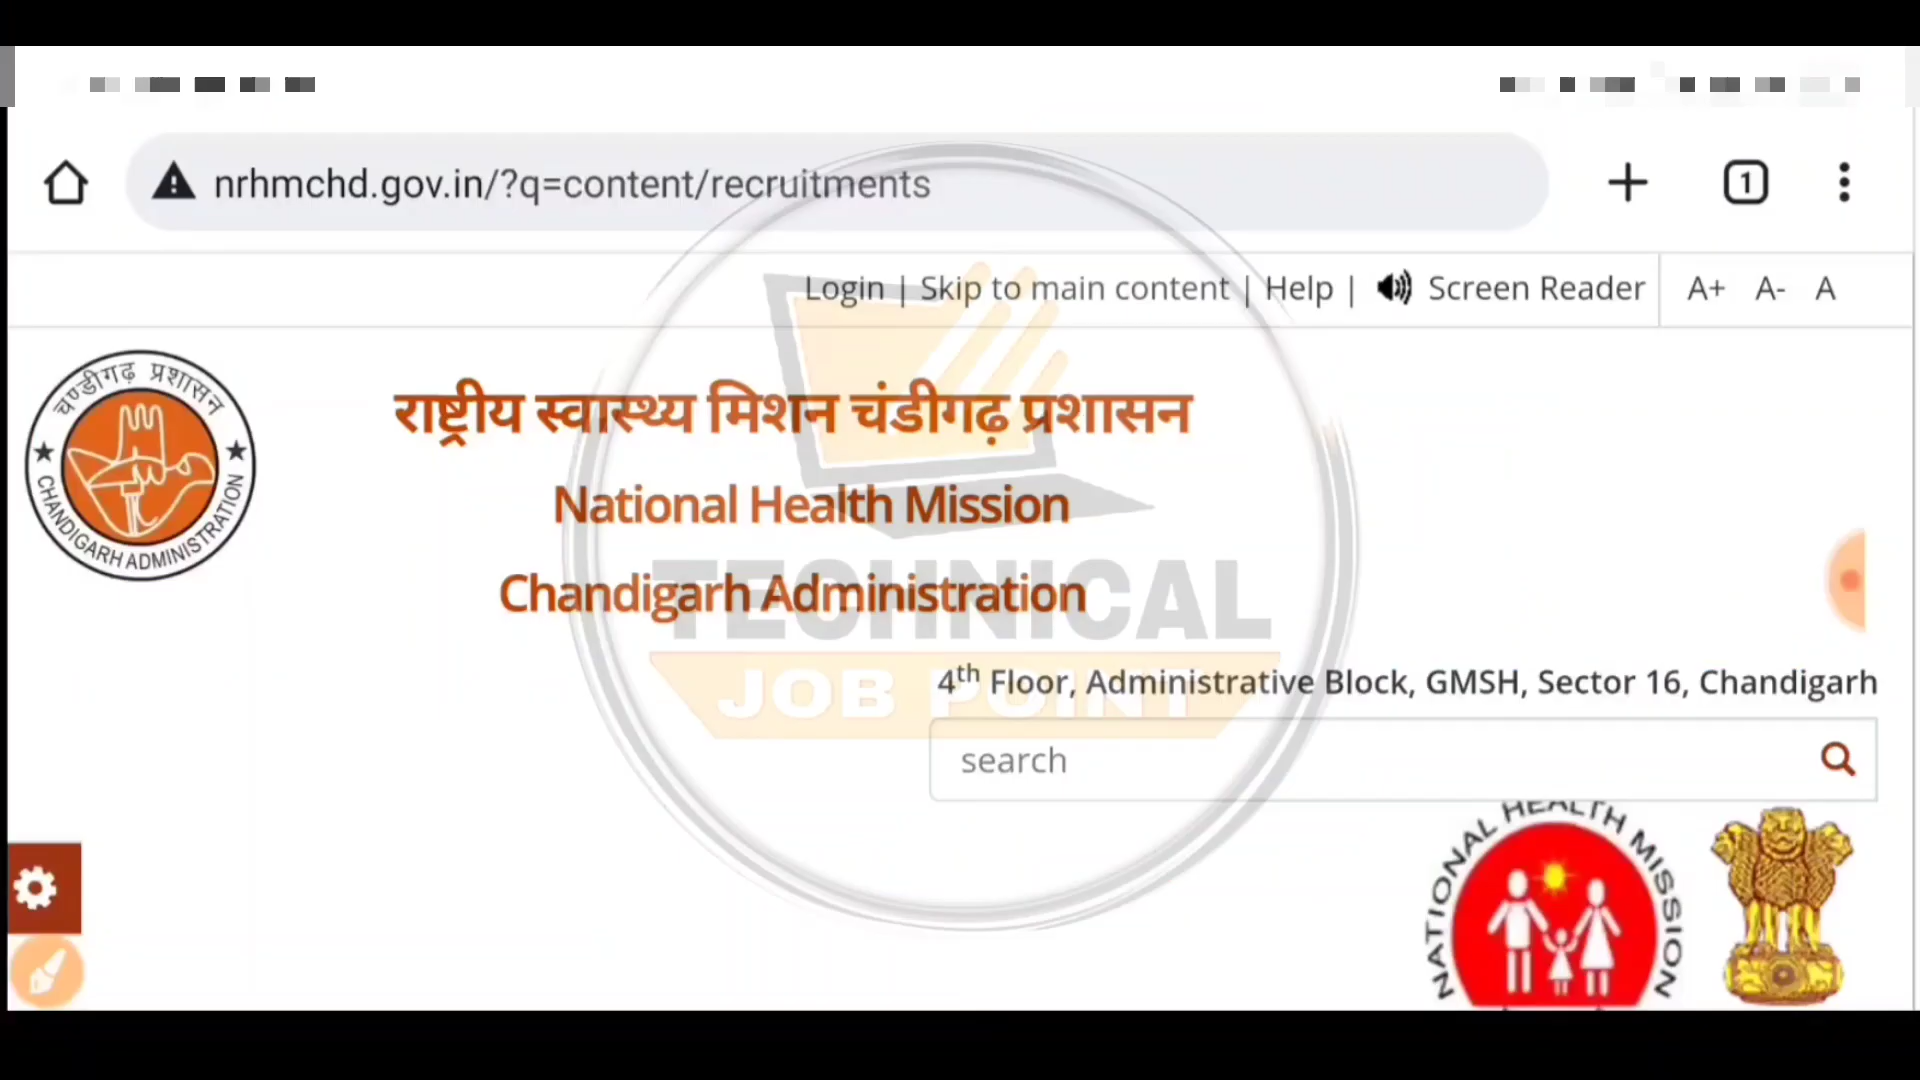 nrhmchd.gov.in/?q=content/recruitments
1
Login | Skip to main content | Help | Screen Reader A+ A- A
चण्डीगढ़ प्रशासन
CHANDIGARH ADMINISTRATION
राष्ट्रीय स्वास्थ्य मिशन चंडीगढ़ प्रशासन
National Health Mission
Chandigarh Administration
TECHNICAL
JOB POINT
4th Floor, Administrative Block, GMSH, Sector 16, Chandigarh
search
NATIONAL HEALTH MISSION